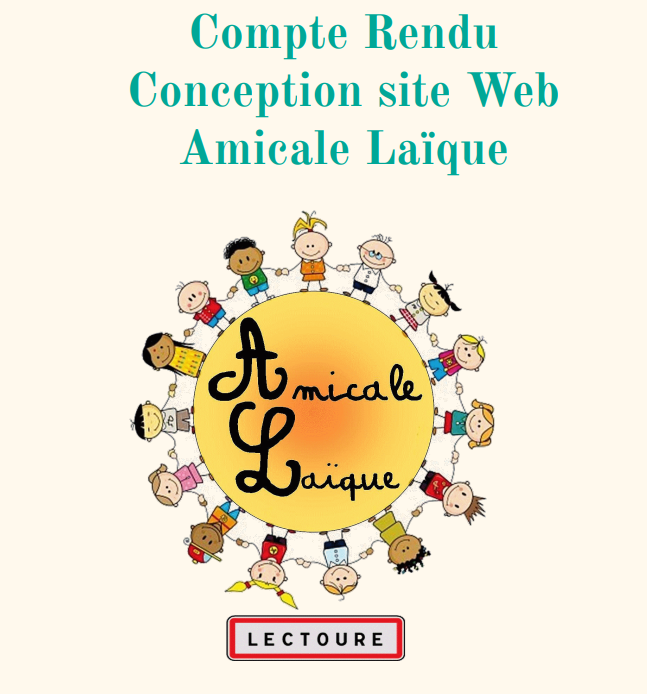 Compte Rendu
Conception site Web
Amicale Laïque
Amicale
Laïque
LECTOURE